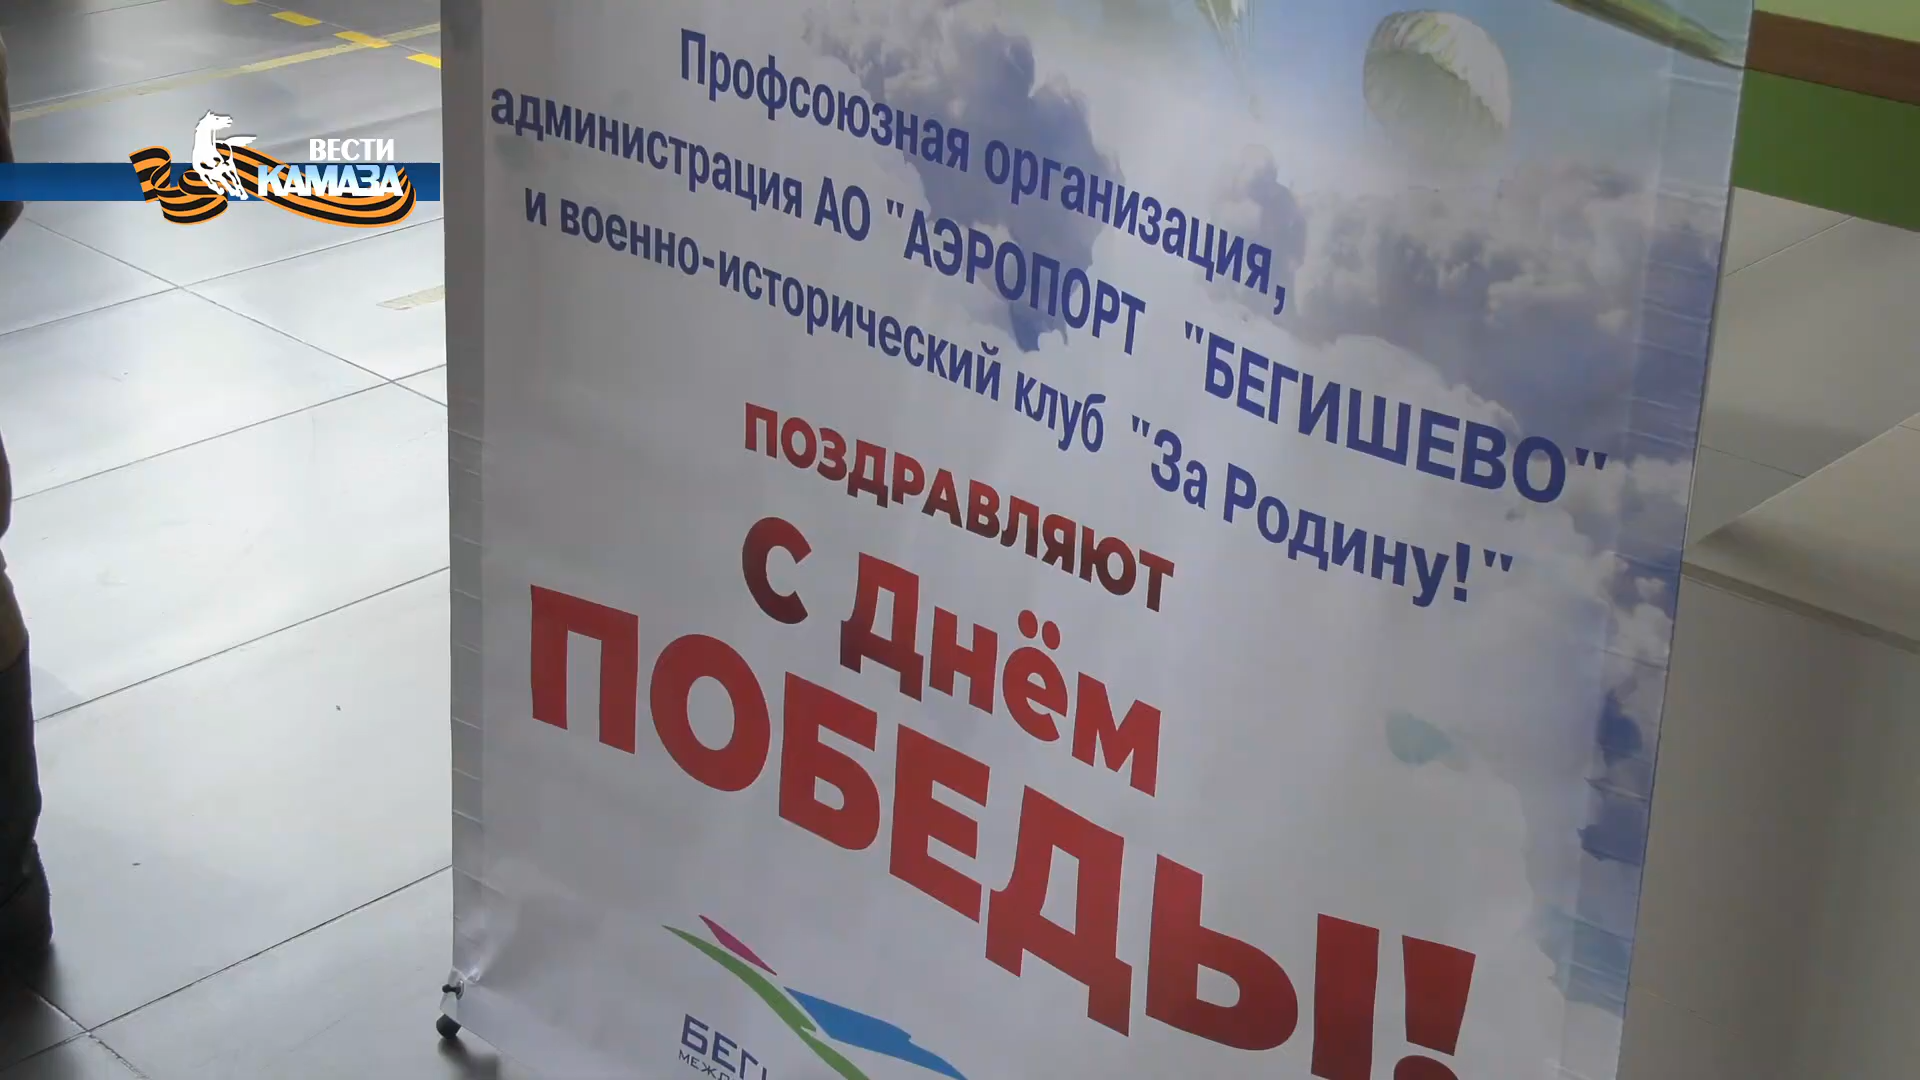 ВЕСТИ
КАМАЗА
Профсоюзная организация,
администрация АО "АЭРОПОРТ "БЕГИШЕВО"
и военно-исторический клуб "За Родину!"
ПОЗДРАВЛЯЮТ
С ДНЁМ
ПОБЕДЫ!